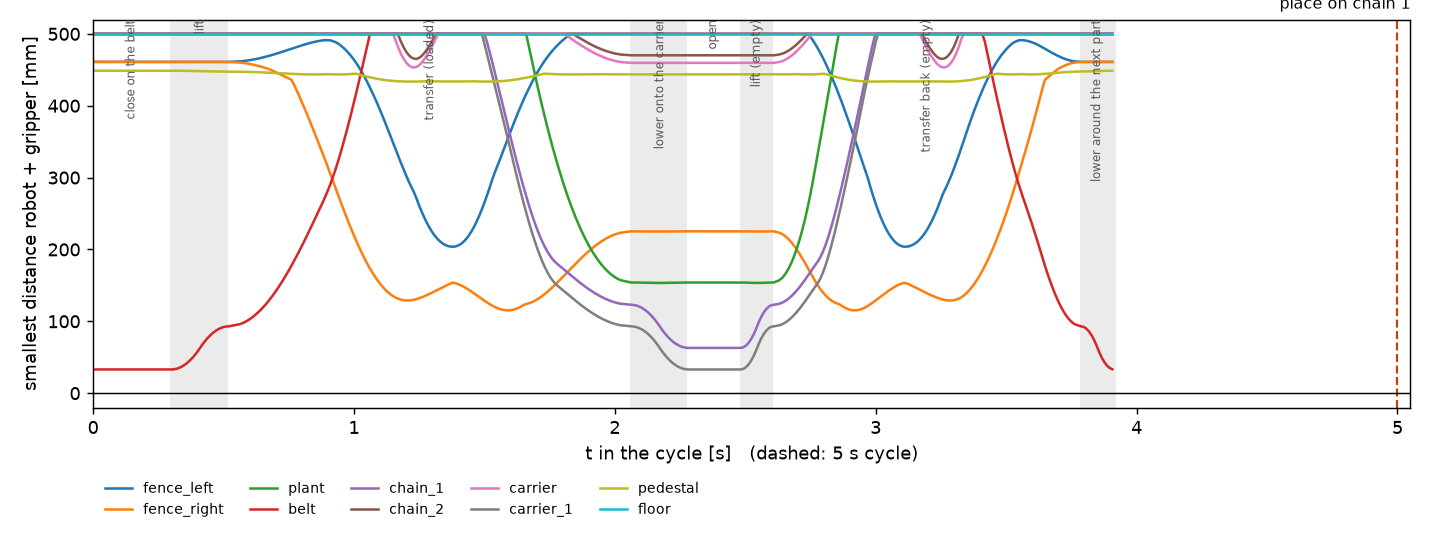 place on chain 1
smallest distance robot + gripper [mm]
500
400
300
200
100
0
close on the belt
lift
transfer (loaded)
lower onto the carrier
open
lift (empty)
transfer back (empty)
lower around the next part
0 1 2 3 4 5
t in the cycle [s] (dashed: 5 s cycle)
fence_left plant chain_1 carrier pedestal
fence_right belt chain_2 carrier_1 floor